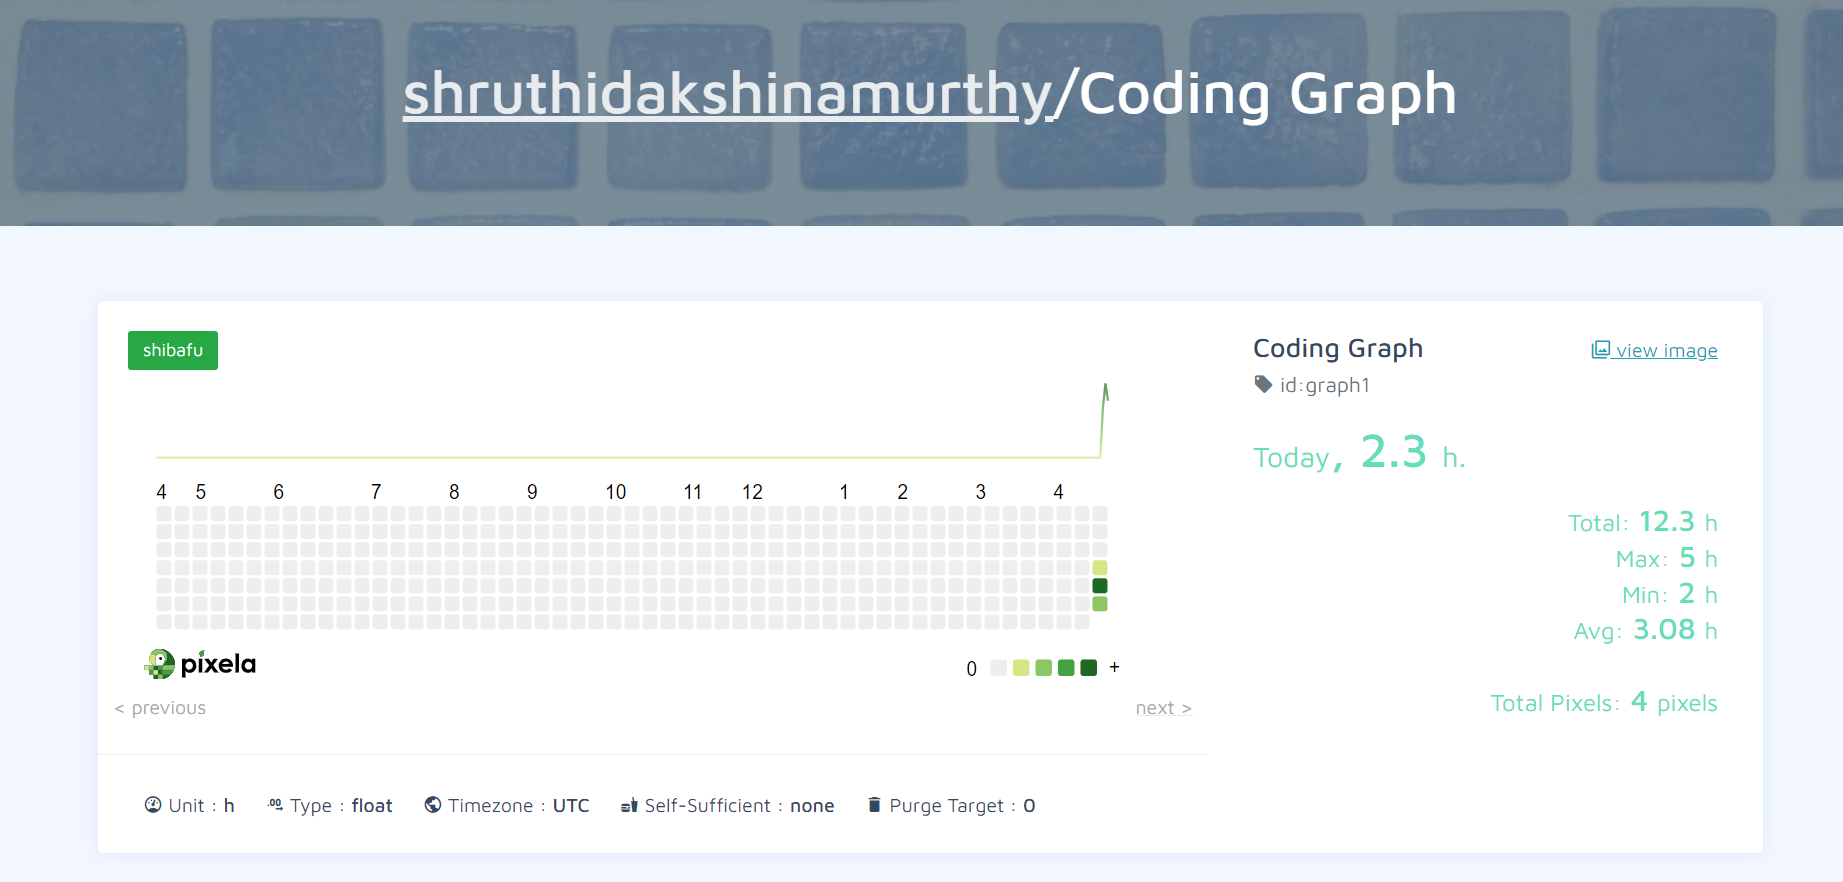 shruthidakshinamurthy/Coding Graph
shibafu
4 5 6 7 8 9 10 11 12 1 2 3 4
pixela
0 +
< previous
next >
Coding Graph
view image
id:graph1
Today, 2.3 h.
Total: 12.3 h
Max: 5 h
Min: 2 h
Avg: 3.08 h
Total Pixels: 4 pixels
Unit : h .00 Type : float Timezone : UTC Self-Sufficient : none Purge Target : 0